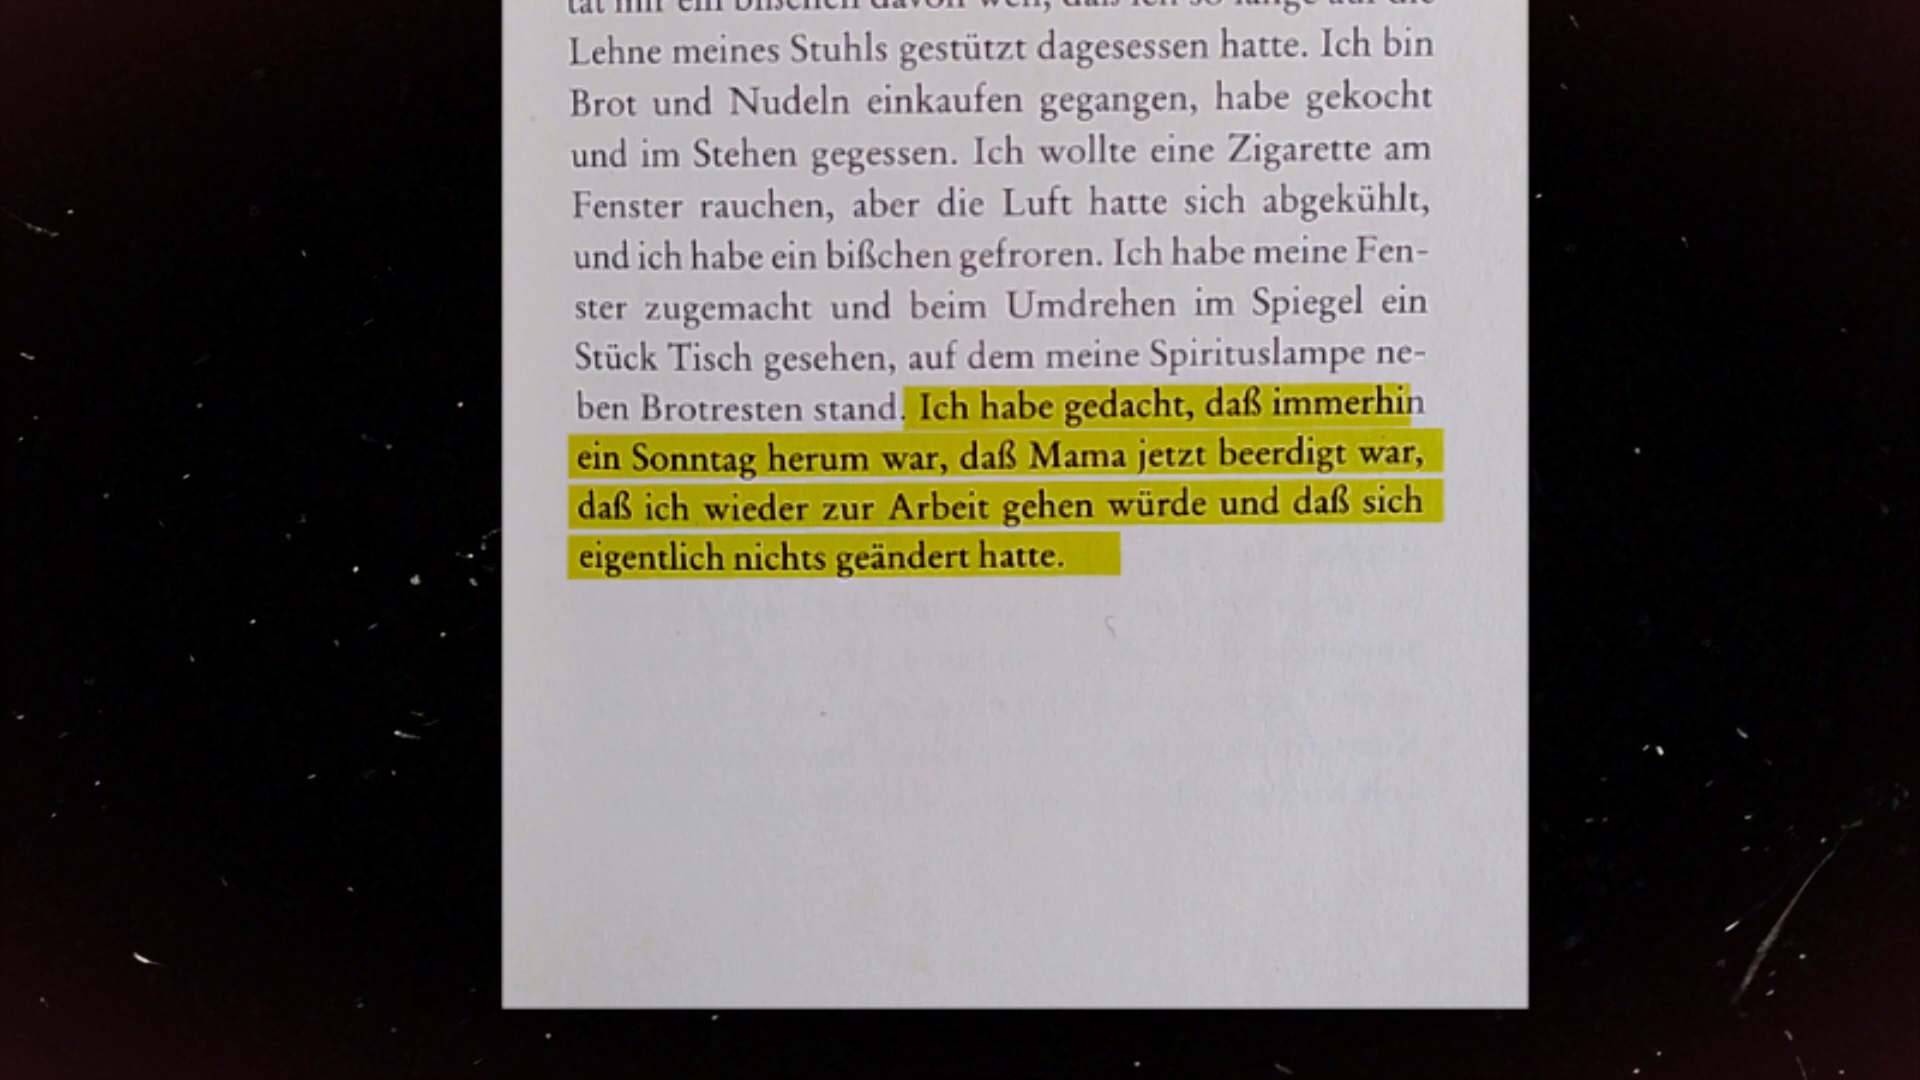 Lehne meines Stuhls gestützt dagesessen hatte. Ich bin
Brot und Nudeln einkaufen gegangen, habe gekocht
und im Stehen gegessen. Ich wollte eine Zigarette am
Fenster rauchen, aber die Luft hatte sich abgekühlt,
und ich habe ein bißchen gefroren. Ich habe meine Fen-
ster zugemacht und beim Umdrehen im Spiegel ein
Stück Tisch gesehen, auf dem meine Spirituslampe ne-
ben Brotresten stand. Ich habe gedacht, daß immerhin
ein Sonntag herum war, daß Mama jetzt beerdigt war,
daß ich wieder zur Arbeit gehen würde und daß sich
eigentlich nichts geändert hatte.